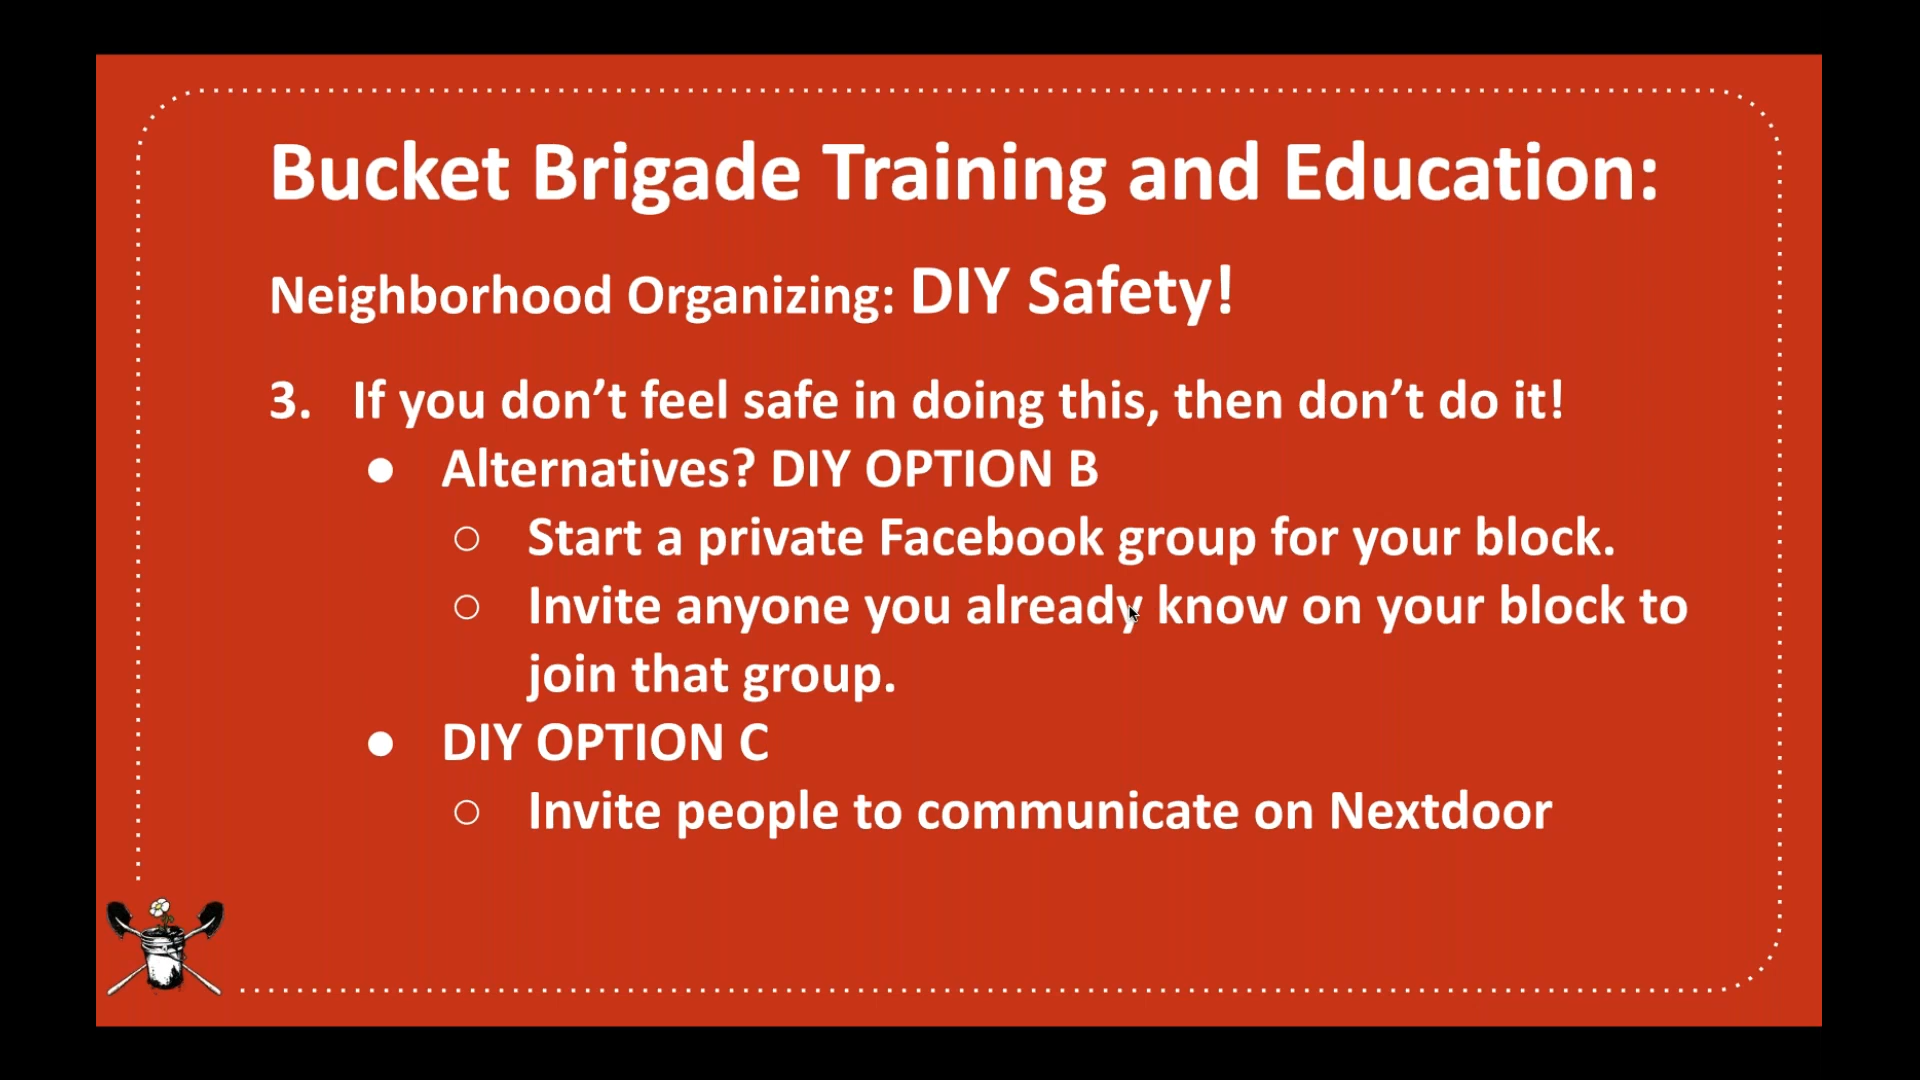 Bucket Brigade Training and Education:
Neighborhood Organizing: DIY Safety!
3. If you don’t feel safe in doing this, then don’t do it!
● Alternatives? DIY OPTION B
○ Start a private Facebook group for your block.
○ Invite anyone you already know on your block to
join that group.
● DIY OPTION C
○ Invite people to communicate on Nextdoor